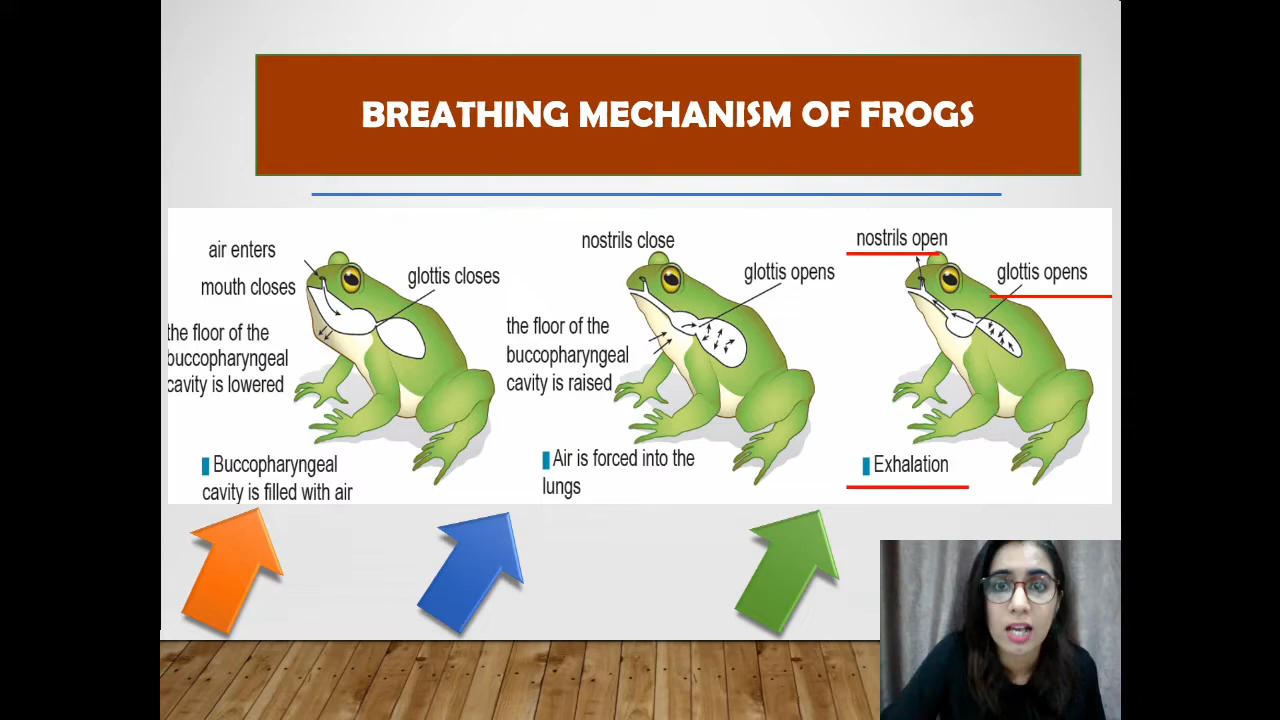 BREATHING MECHANISM OF FROGS
air enters
mouth closes
glottis closes
the floor of the
buccopharyngeal
cavity is lowered
Buccopharyngeal
cavity is filled with air
nostrils close
glottis opens
the floor of the
buccopharyngeal
cavity is raised
Air is forced into the
lungs
nostrils open
glottis opens
Exhalation